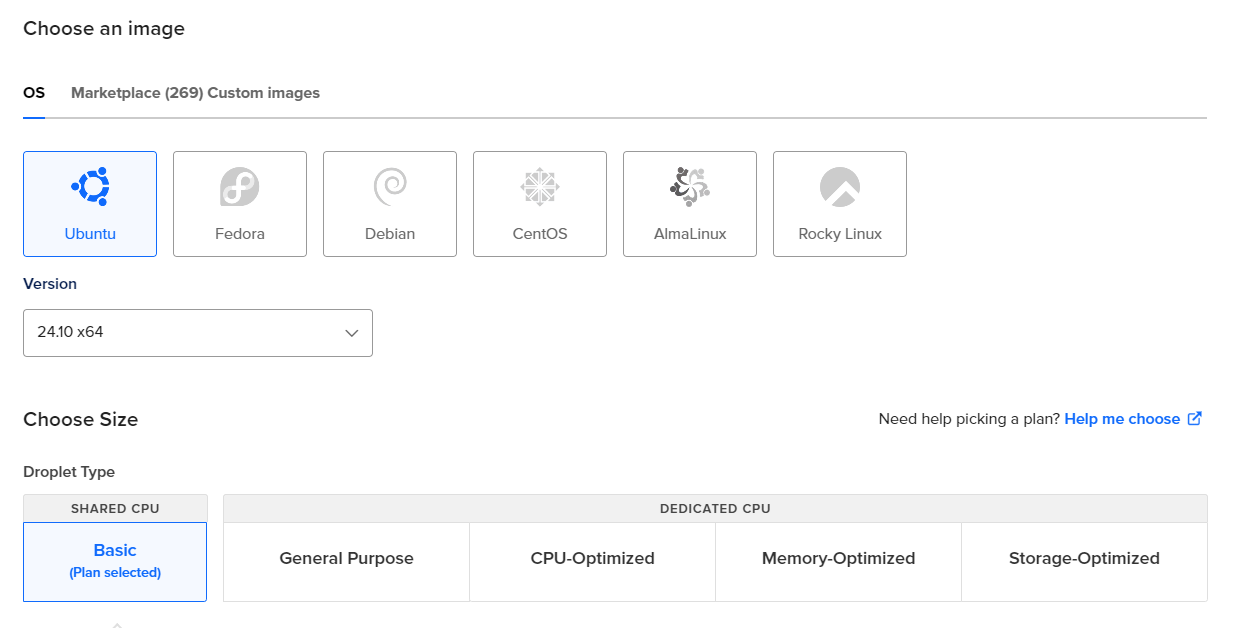 Choose an image
OS Marketplace (269) Custom images
Ubuntu Fedora Debian CentOS AlmaLinux Rocky Linux
Version
24.10 x64
Choose Size Need help picking a plan? Help me choose
Droplet Type
SHARED CPU DEDICATED CPU
Basic General Purpose CPU-Optimized Memory-Optimized Storage-Optimized
(Plan selected)